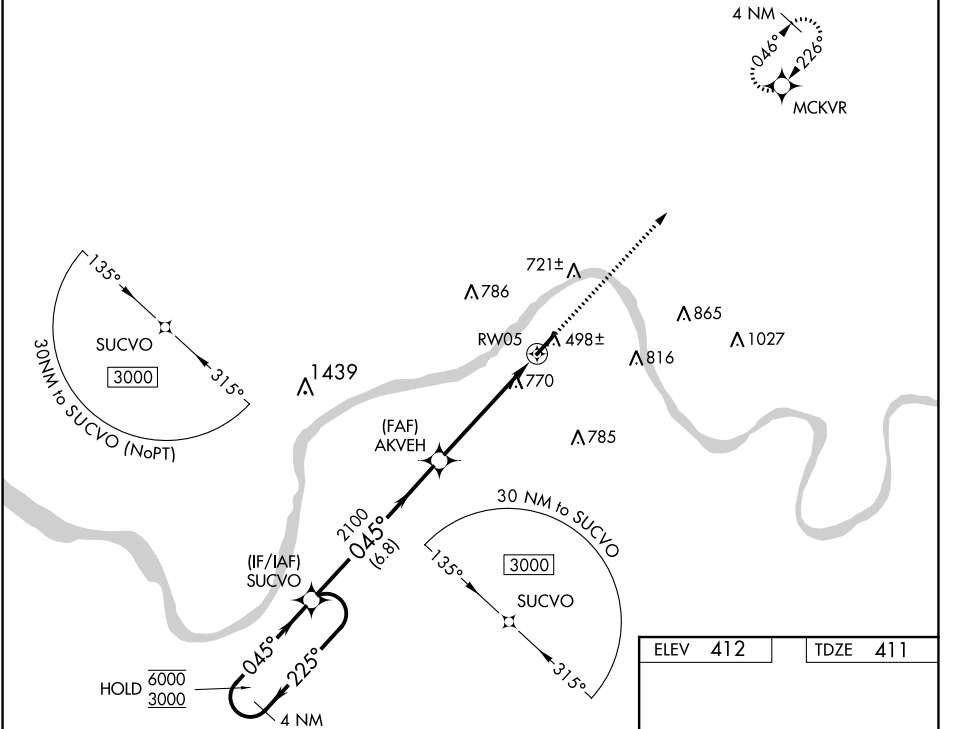 4 NM
046°
226°
MCKVR
135°
SUCVO
3000
315°
30NM to SUCVO (NoPT)
721±
786
865
RW05
498±
1027
816
1439
770
(FAF)
AKVEH
785
2100
045°
(6.8)
30 NM to SUCVO
135°
3000
SUCVO
315°
(IF/IAF)
SUCVO
045°
225°
HOLD 6000
3000
4 NM
ELEV 412
TDZE 411